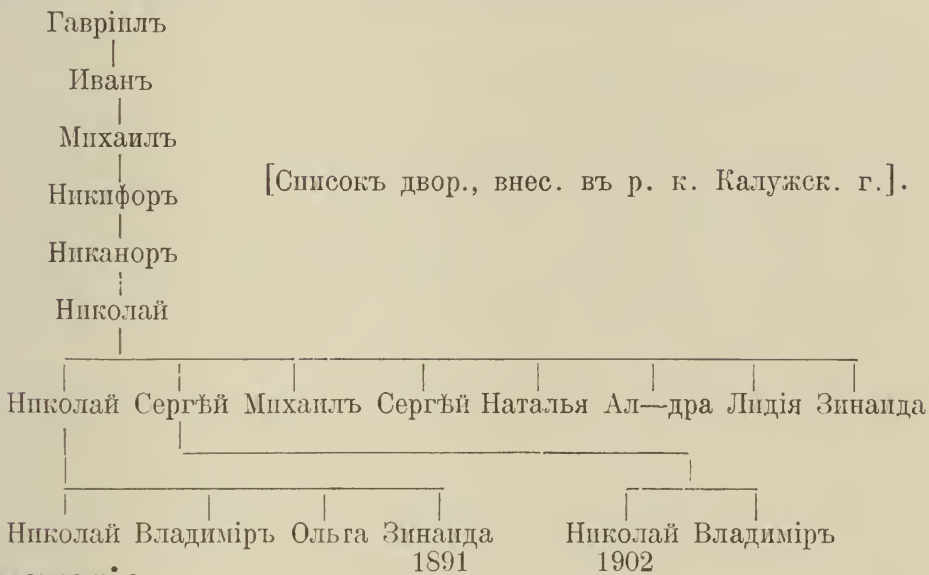 Гавріилъ
Иванъ
Михаилъ
[Списокъ двор., внес. въ р. к. Калужск. г.].
Никифоръ
Никаноръ
Николай
Николай Сергѣй Михаилъ Сергѣй Наталья Ал—дра Лидія Зинаида
Николай Владиміръ Ольга Зинаида Николай Владиміръ
1891 1902